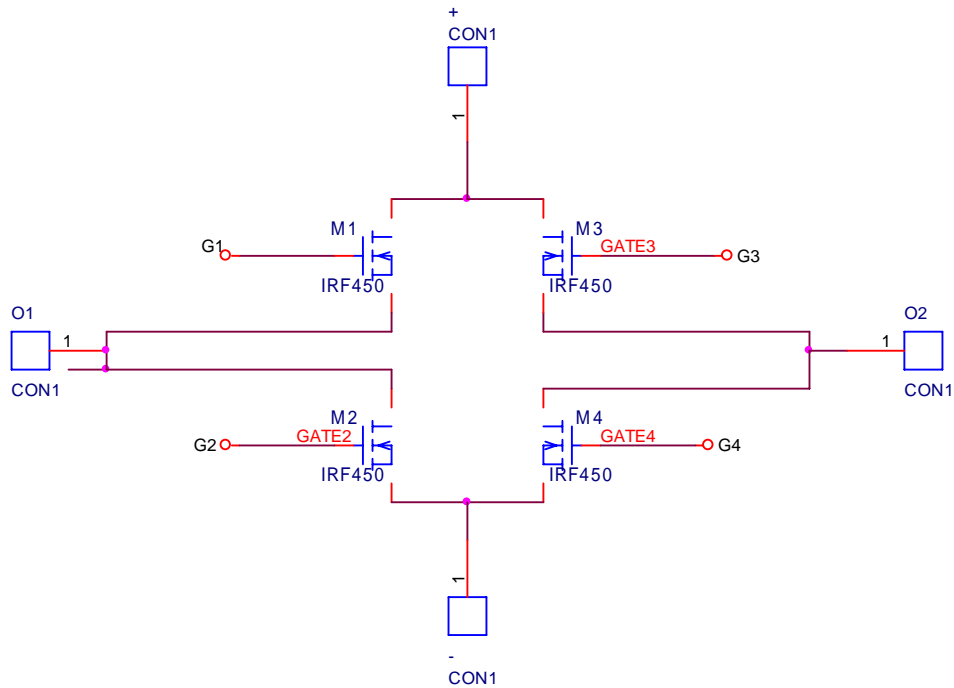 +
CON1
1
M1
M3
G1
GATE3
G3
IRF450
IRF450
O1
O2
1
1
CON1
CON1
M2
M4
G2
GATE2
GATE4
G4
IRF450
IRF450
1
-
CON1